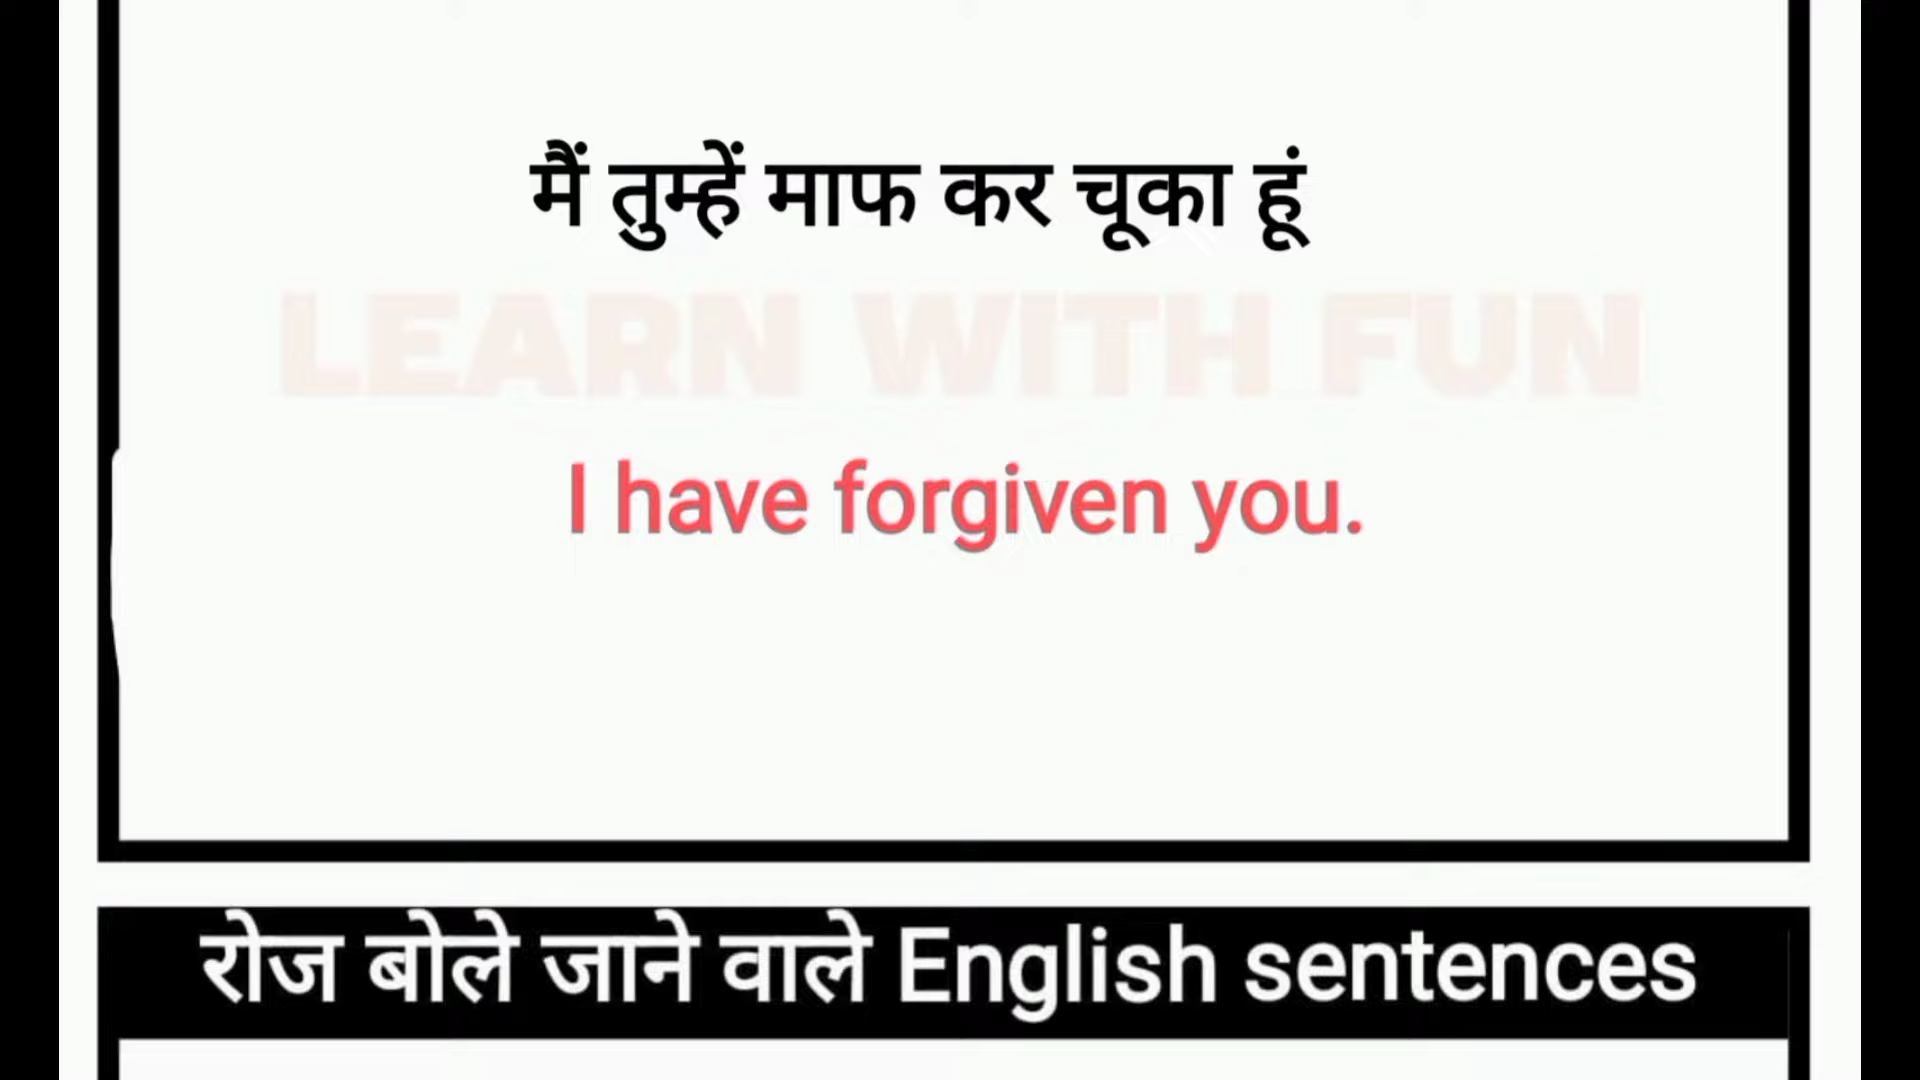 मैं तुम्हें माफ कर चूका हूं
LEARN WITH FUN
I have forgiven you.
रोज बोले जाने वाले English sentences